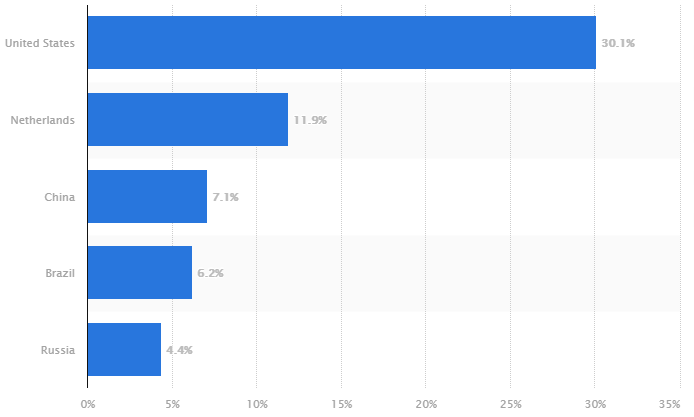 United States 30.1%
Netherlands 11.9%
China 7.1%
Brazil 6.2%
Russia 4.4%
0% 5% 10% 15% 20% 25% 30% 35%